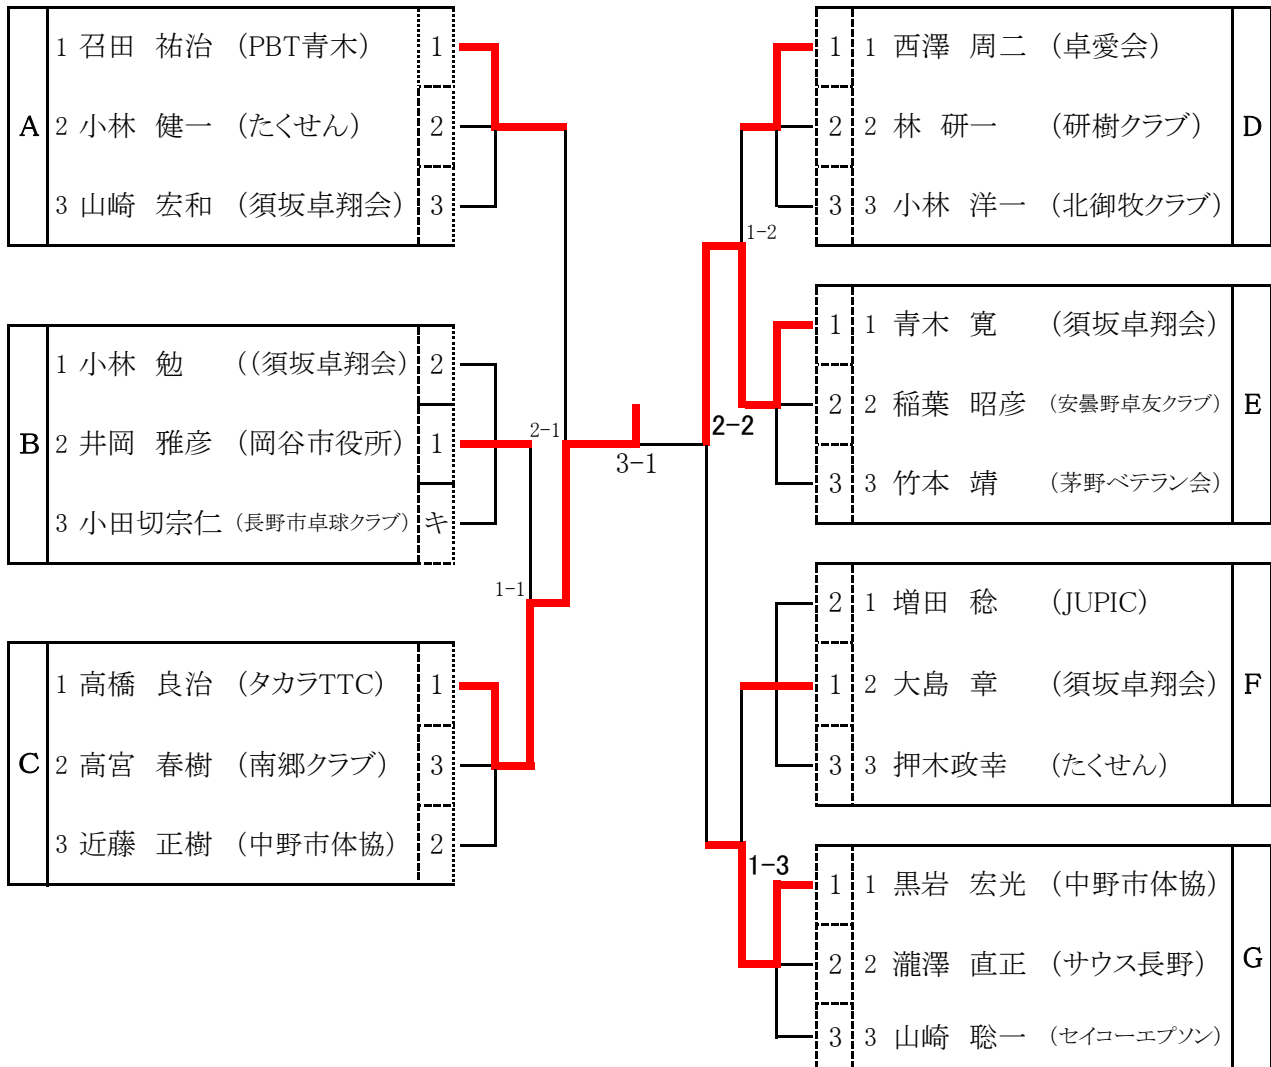 A
1 召田 祐治 (PBT青木) 1
2 小林 健一 (たくせん) 2
3 山崎 宏和 (須坂卓翔会) 3
B
1 小林 勉 ((須坂卓翔会) 2
2 井岡 雅彦 (岡谷市役所) 1
3 小田切宗仁 (長野市卓球クラブ) キ
C
1 高橋 良治 (タカラTTC) 1
2 高宮 春樹 (南郷クラブ) 3
3 近藤 正樹 (中野市体協) 2
1-1
2-1
3-1
2-2
1-2
1-3
D
1 1 西澤 周二 (卓愛会)
2 2 林 研一 (研樹クラブ)
3 3 小林 洋一 (北御牧クラブ)
E
1 1 青木 寛 (須坂卓翔会)
2 2 稲葉 昭彦 (安曇野卓友クラブ)
3 3 竹本 靖 (茅野ベテラン会)
F
2 1 増田 稔 (JUPIC)
1 2 大島 章 (須坂卓翔会)
3 3 押木政幸 (たくせん)
G
1 1 黒岩 宏光 (中野市体協)
2 2 瀧澤 直正 (サウス長野)
3 3 山崎 聡一 (セイコーエプソン)